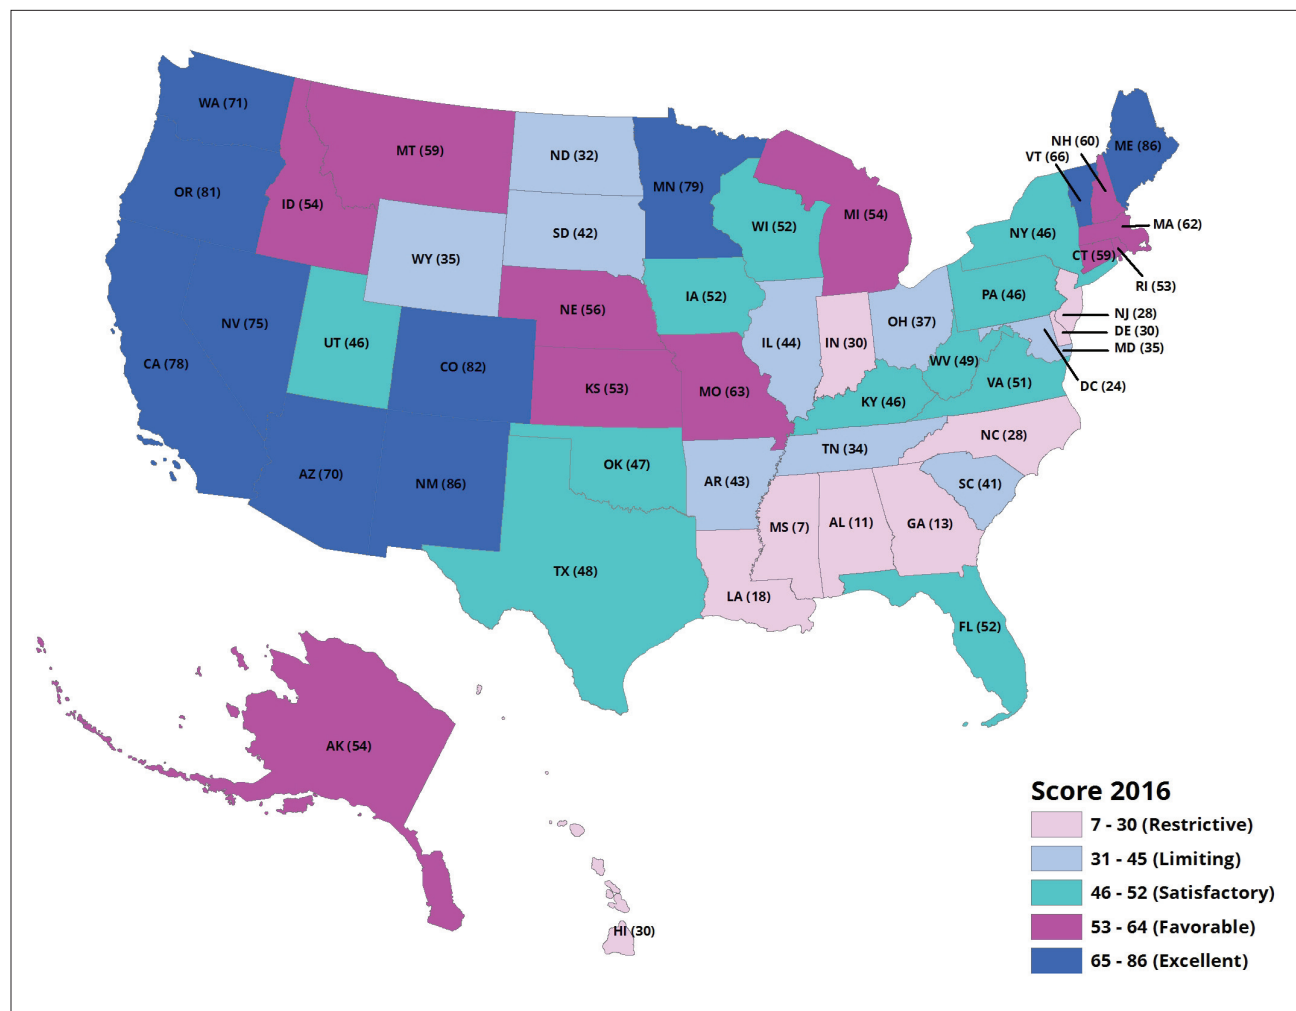 WA (71)
MT (59)
ND (32)
OR (81)
ID (54)
MN (79)
NH (60)
VT (66)
ME (86)
WY (35)
SD (42)
WI (52)
MI (54)
NY (46)
MA (62)
CT (59)
RI (53)
NV (75)
UT (46)
NE (56)
IA (52)
PA (46)
NJ (28)
DE (30)
MD (35)
DC (24)
CA (78)
CO (82)
KS (53)
MO (63)
IL (44)
IN (30)
OH (37)
WV (49)
VA (51)
KY (46)
AZ (70)
NM (86)
OK (47)
AR (43)
TN (34)
NC (28)
SC (41)
TX (48)
LA (18)
MS (7)
AL (11)
GA (13)
FL (52)
AK (54)
HI (30)
Score 2016
7 - 30 (Restrictive)
31 - 45 (Limiting)
46 - 52 (Satisfactory)
53 - 64 (Favorable)
65 - 86 (Excellent)